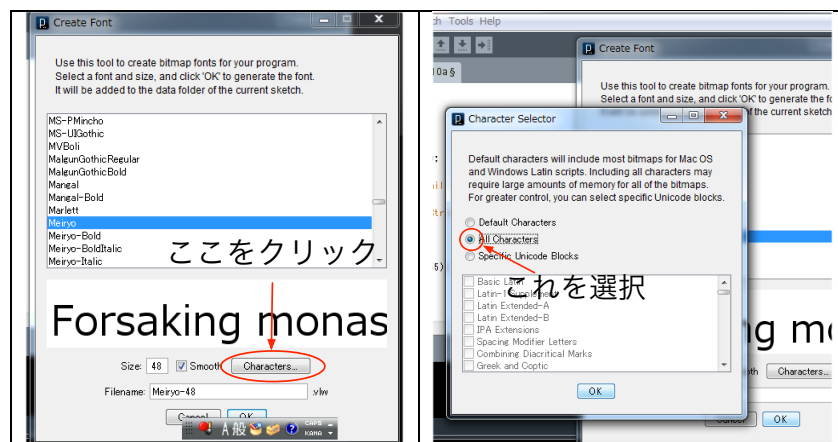 Create Font
Use this tool to create bitmap fonts for your program.
Select a font and size, and click 'OK' to generate the font.
It will be added to the data folder of the current sketch.
MS-PMincho
MS-UIGothic
MVBoli
MalgunGothicRegular
MalgunGothicBold
Mangal
Mangal-Bold
Marlett
Meiryo
Meiryo-Bold
Meiryo-BoldItalic
Meiryo-Italic
ここをクリック
Forsaking monas
Size: 48 Smooth Characters...
Filename: Meiryo-48 .vlw
Cancel OK
A 般 CAPS
KANA
ch Tools Help
10a §
Create Font
Use this tool to create bitmap fonts for your program.
Select a font and size, and click 'OK' to generate the fo
of the current sketch
Character Selector
Default characters will include most bitmaps for Mac OS
and Windows Latin scripts. Including all characters may
require large amounts of memory for all of the bitmaps.
For greater control, you can select specific Unicode blocks.
Default Characters
All Characters
Specific Unicode Blocks
これを選択
Basic Latin
Latin-1 Supplement
Latin Extended-A
Latin Extended-B
IPA Extensions
Spacing Modifier Letters
Combining Diacritical Marks
Greek and Coptic
OK
ng mo
oth Characters...
Cancel OK